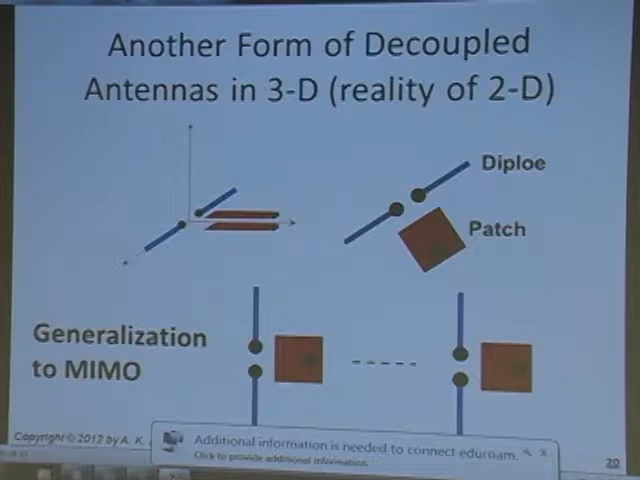 Another Form of Decoupled
Antennas in 3-D (reality of 2-D)
Diploe
Patch
Generalization
to MIMO
Copyright © 2012 by A. K.
Additional information is needed to connect eduroam.
Click to provide additional information.
20